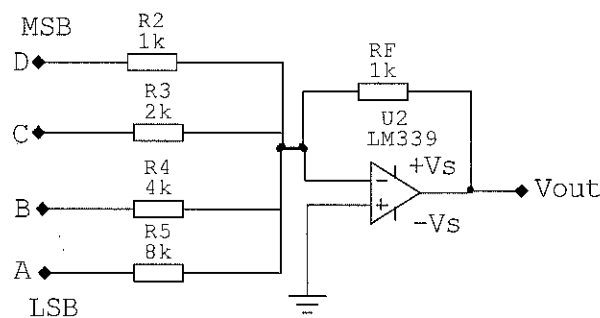 MSB
R2
1k
RF
1k
D
R3
2k
U2
LM339
C
+Vs
R4
4k
-
+
Vout
B
-Vs
R5
8k
A
LSB